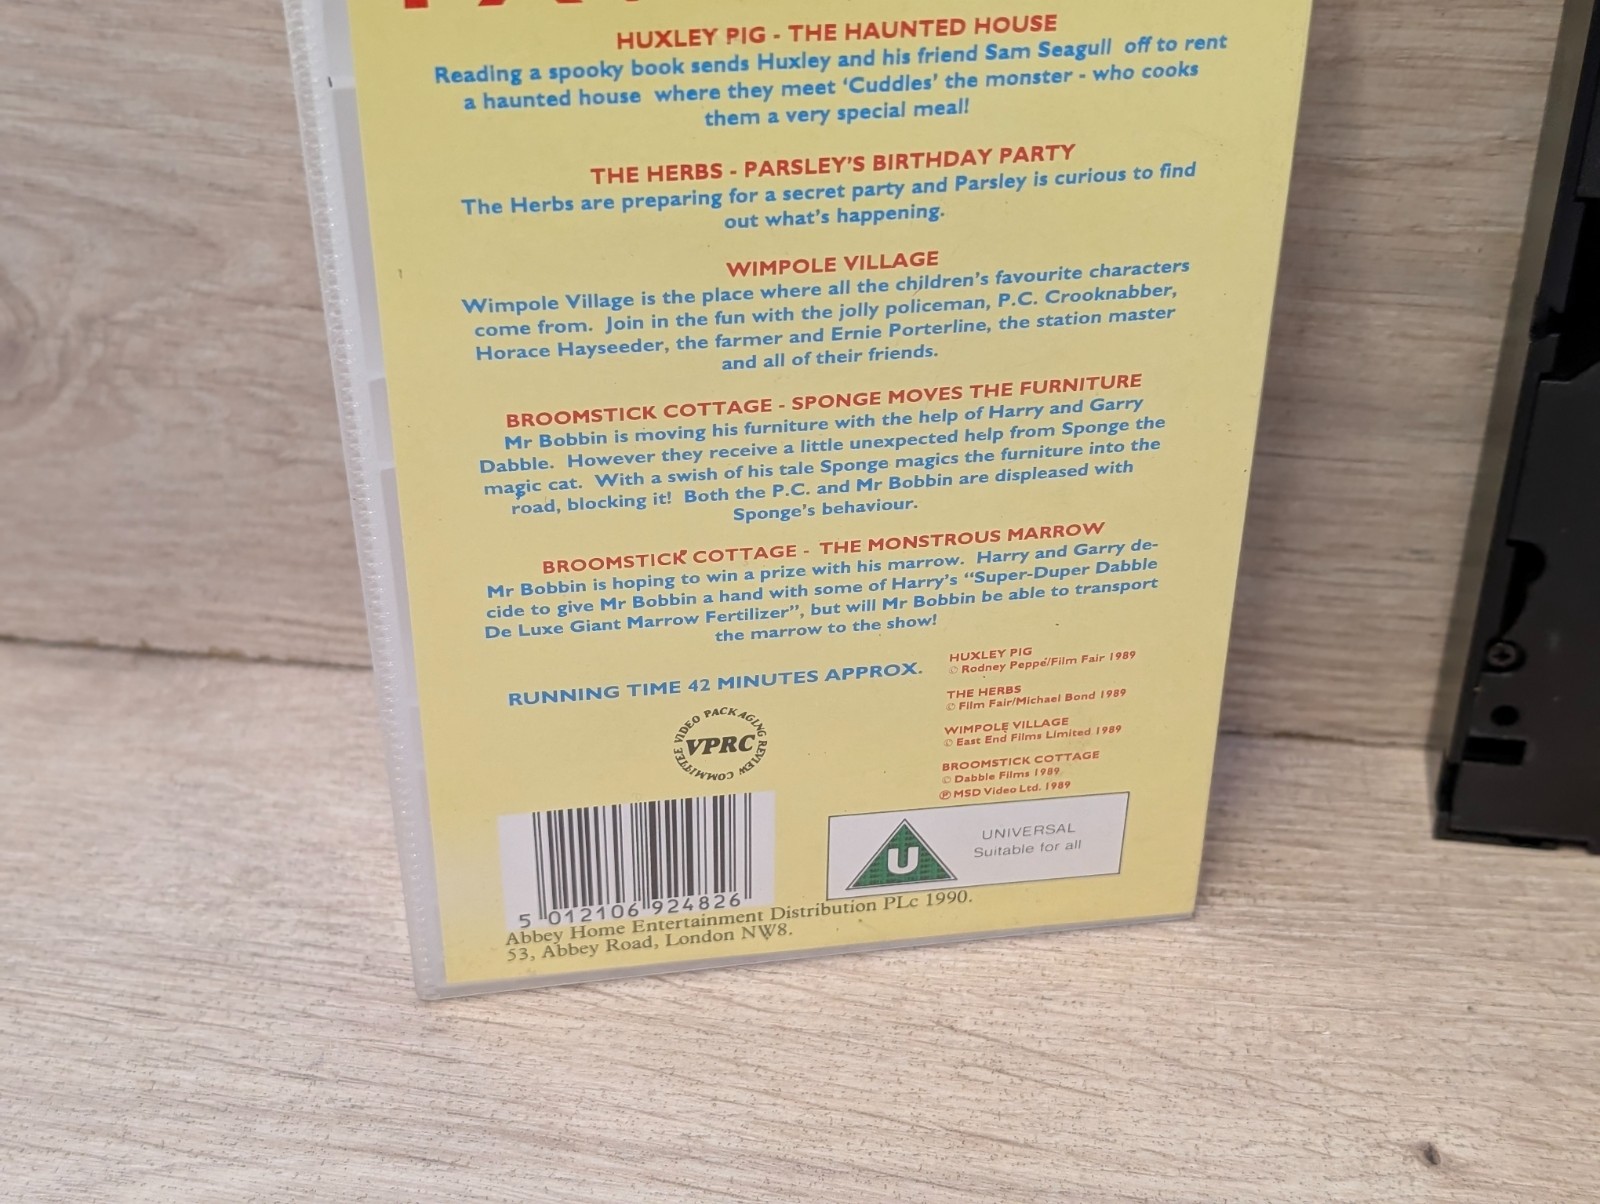 HUXLEY PIG - THE HAUNTED HOUSE
Reading a spooky book sends Huxley and his friend Sam Seagull off to rent
a haunted house where they meet 'Cuddles' the monster - who cooks
them a very special meal!
THE HERBS - PARSLEY'S BIRTHDAY PARTY
The Herbs are preparing for a secret party and Parsley is curious to find
out what's happening.
WIMPOLE VILLAGE
Wimpole Village is the place where all the children's favourite characters
come from. Join in the fun with the jolly policeman, P.C. Crooknabber,
Horace Hayseeder, the farmer and Ernie Porterline, the station master
and all of their friends.
BROOMSTICK COTTAGE - SPONGE MOVES THE FURNITURE
Mr Bobbin is moving his furniture with the help of Harry and Garry
Dabble. However they receive a little unexpected help from Sponge the
magic cat. With a swish of his tale Sponge magics the furniture into the
road, blocking it! Both the P.C. and Mr Bobbin are displeased with
Sponge's behaviour.
BROOMSTICK COTTAGE - THE MONSTROUS MARROW
Mr Bobbin is hoping to win a prize with his marrow. Harry and Garry de-
cide to give Mr Bobbin a hand with some of Harry's "Super-Duper Dabble
De Luxe Giant Marrow Fertilizer", but will Mr Bobbin be able to transport
the marrow to the show!
RUNNING TIME 42 MINUTES APPROX.
HUXLEY PIG
© Rodney Peppé/Film Fair 1989
THE HERBS
© Film Fair/Michael Bond 1989
WIMPOLE VILLAGE
© East End Films Limited 1989
BROOMSTICK COTTAGE
© Dabble Films 1989
℗ MSD Video Ltd. 1989
VIDEO PACKAGING REVIEW COMMITTEE
VPRC
U
UNIVERSAL
Suitable for all
5 012106 924826
Abbey Home Entertainment Distribution PLc 1990.
53, Abbey Road, London NW8.